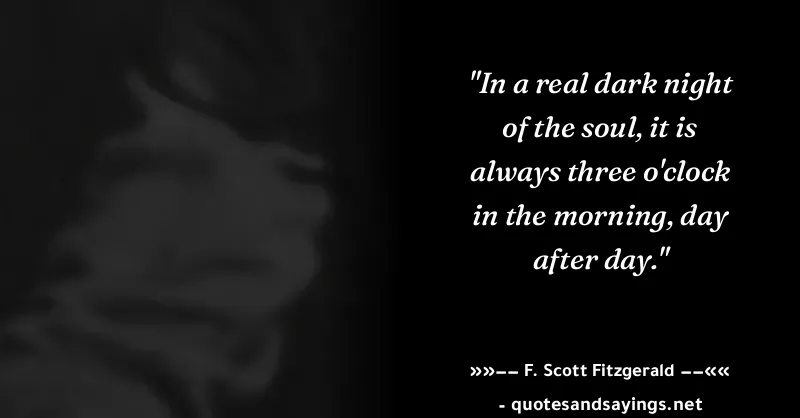 "In a real dark night
of the soul, it is
always three o'clock
in the morning, day
after day."
»»−− F. Scott Fitzgerald −−««
- quotesandsayings.net